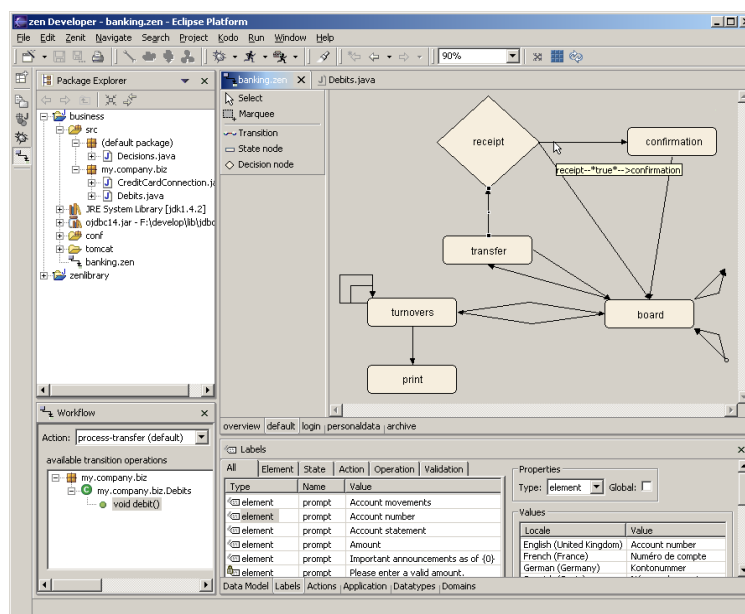 zen Developer - banking.zen - Eclipse Platform
File Edit Zenit Navigate Search Project Kodo Run Window Help
90%
Package Explorer
business
src
(default package)
Decisions.java
my.company.biz
CreditCardConnection.ja
Debits.java
JRE System Library [jdk1.4.2]
ojdbc14.jar - F:\develop\lib\jdbc
conf
tomcat
banking.zen
zenlibrary
banking.zen
Debits.java
Select
Marquee
Transition
State node
Decision node
receipt
confirmation
receipt--*true*-->confirmation
transfer
turnovers
board
print
overview default login personaldata archive
Workflow
Action: process-transfer (default)
available transition operations
my.company.biz
my.company.biz.Debits
void debit()
Labels
All Element State Action Operation Validation
Type Name Value
element prompt Account movements
element prompt Account number
element prompt Account statement
element prompt Amount
element prompt Important announcements as of {0}
element prompt Please enter a valid amount.
Properties
Type: element Global:
Values
Locale Value
English (United Kingdom) Account number
French (France) Numéro de compte
German (Germany) Kontonummer
Data Model Labels Actions Application Datatypes Domains